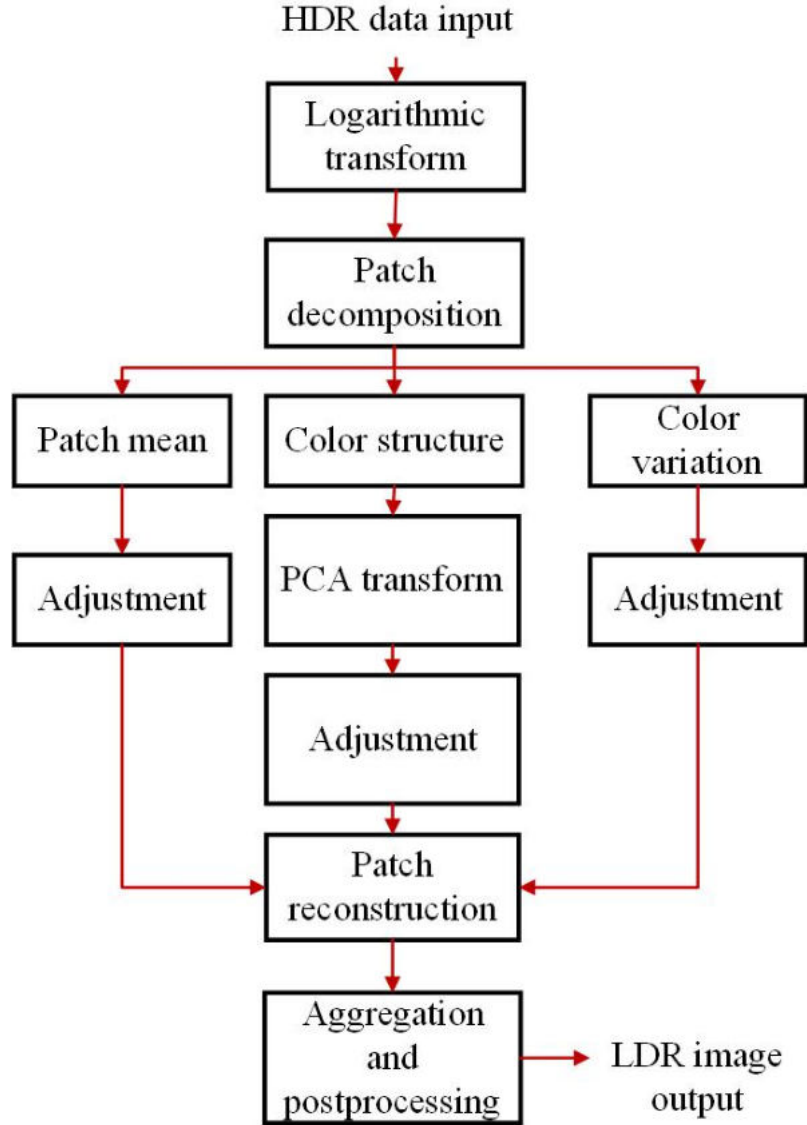 HDR data input
Logarithmic
transform
Patch
decomposition
Patch mean
Color structure
Color
variation
Adjustment
PCA transform
Adjustment
Adjustment
Patch
reconstruction
Aggregation
and
postprocessing
LDR image
output